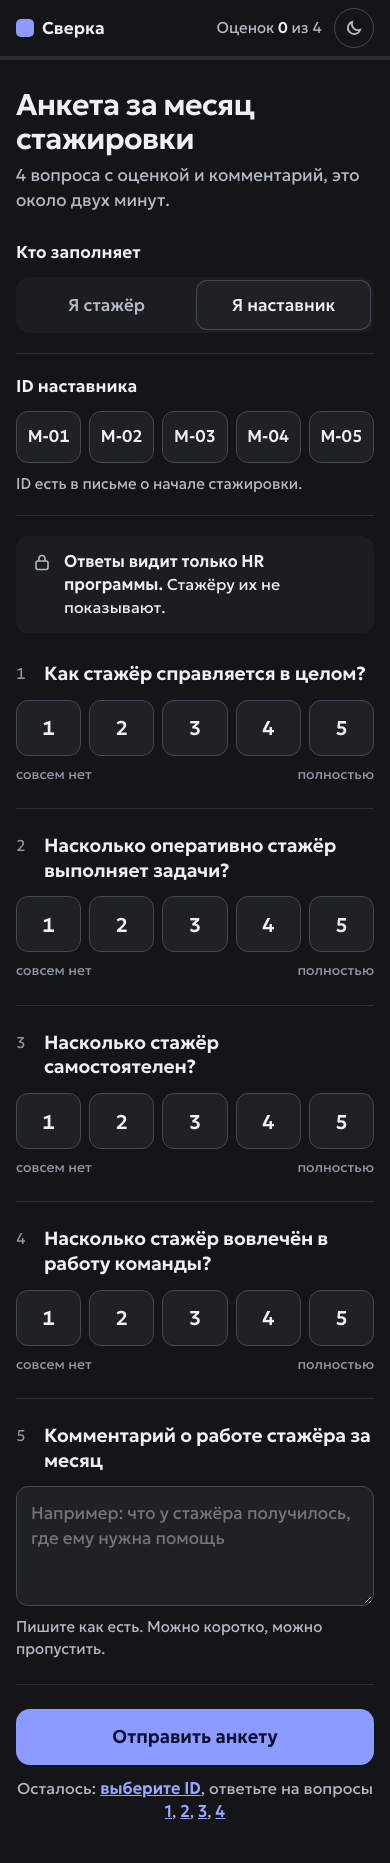 Сверка
Оценок 0 из 4
Анкета за месяц
стажировки
4 вопроса с оценкой и комментарий, это
около двух минут.
Кто заполняет
Я стажёр
Я наставник
ID наставника
M-01 M-02 M-03 M-04 M-05
ID есть в письме о начале стажировки.
Ответы видит только HR
программы. Стажёру их не
показывают.
1 Как стажёр справляется в целом?
1 2 3 4 5
совсем нет полностью
2 Насколько оперативно стажёр
выполняет задачи?
1 2 3 4 5
совсем нет полностью
3 Насколько стажёр
самостоятелен?
1 2 3 4 5
совсем нет полностью
4 Насколько стажёр вовлечён в
работу команды?
1 2 3 4 5
совсем нет полностью
5 Комментарий о работе стажёра за
месяц
Например: что у стажёра получилось,
где ему нужна помощь
Пишите как есть. Можно коротко, можно
пропустить.
Отправить анкету
Осталось: выберите ID, ответьте на вопросы
1, 2, 3, 4